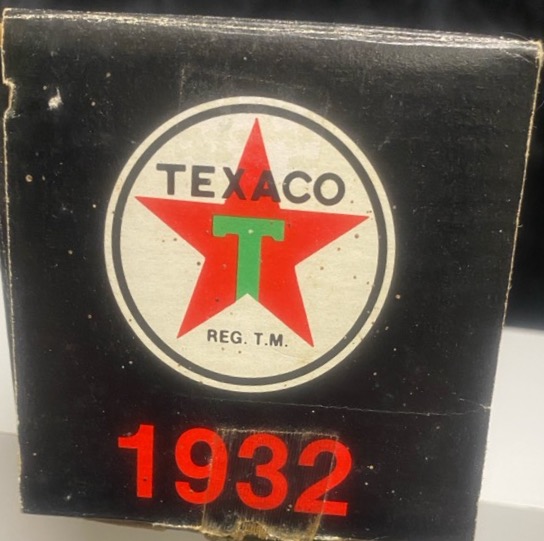 TEXACO
T
REG. T.M.
1932